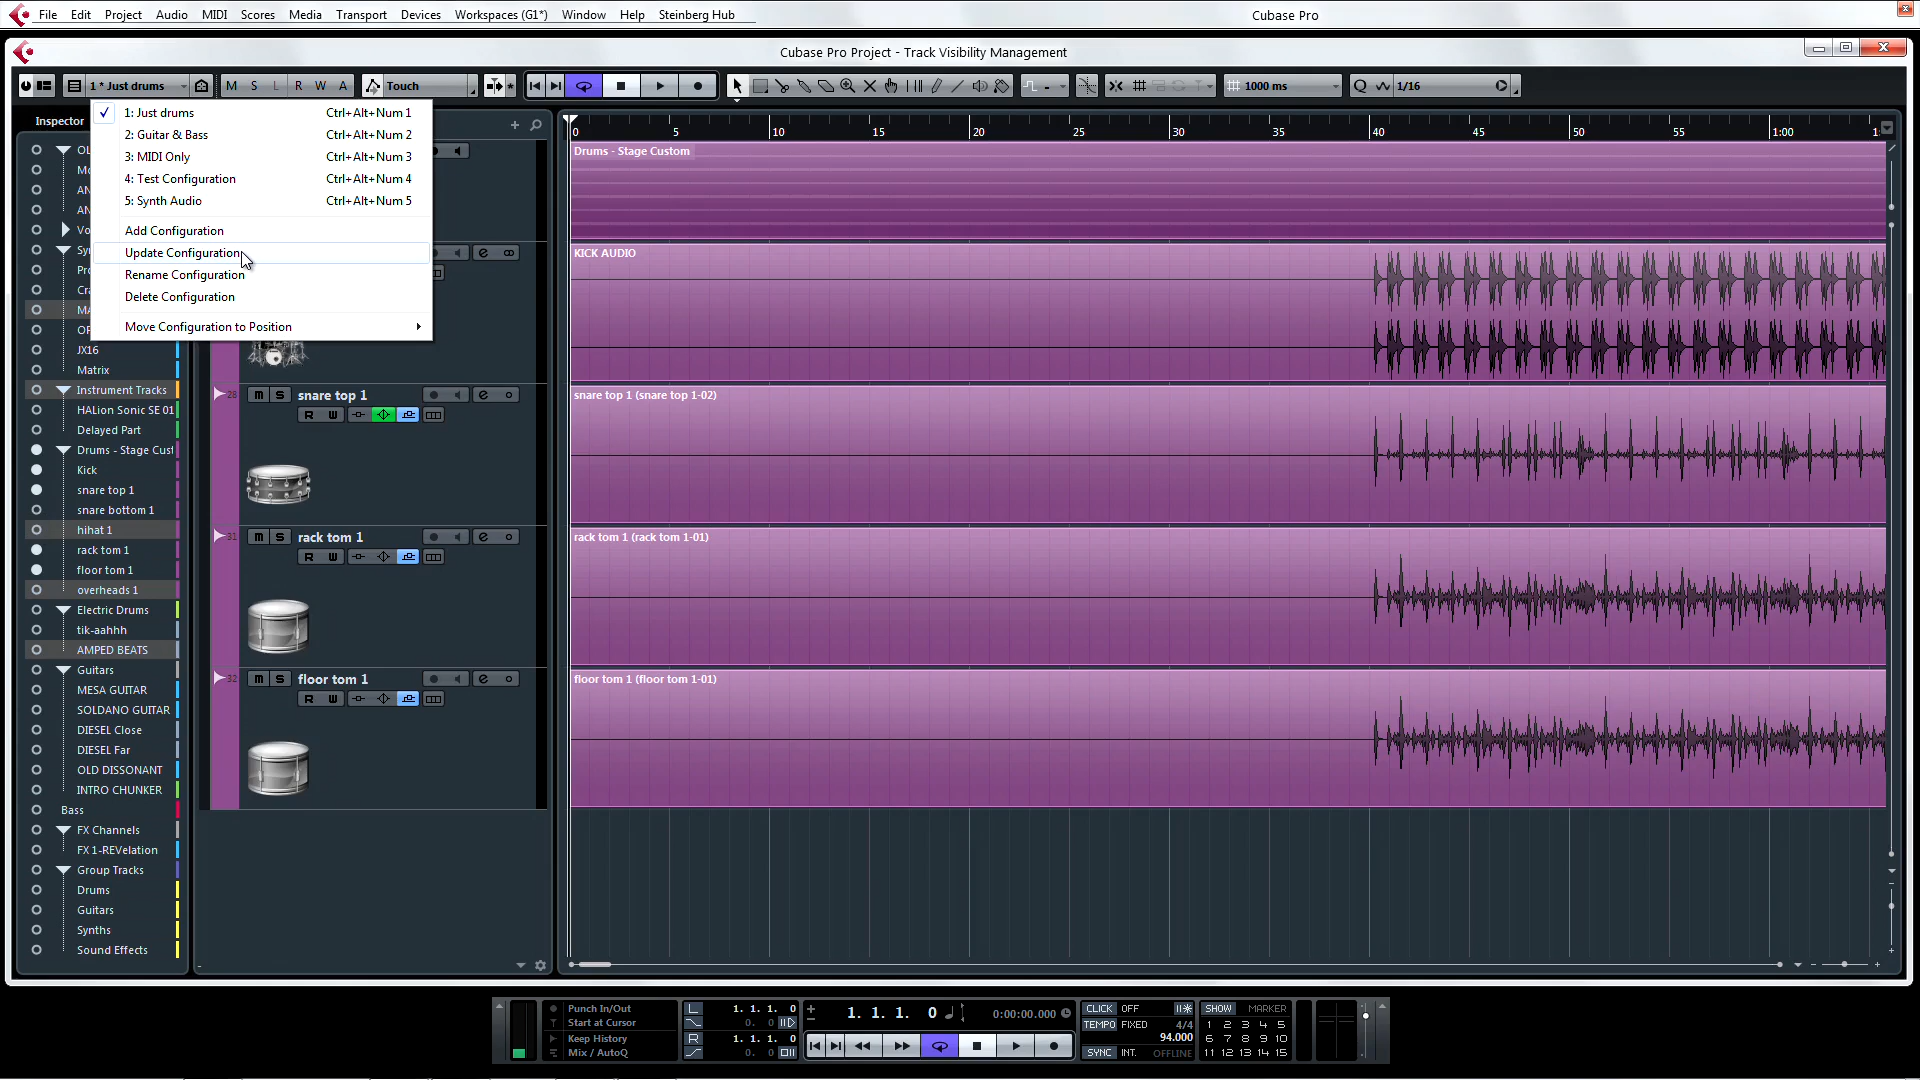 File Edit Project Audio MIDI Scores Media Transport Devices Workspaces (G1*) Window Help Steinberg Hub Cubase Pro
Cubase Pro Project - Track Visibility Management
1 * Just drums M S L R W A Touch 1000 ms Q 1/16
1: Just drums Ctrl+Alt+Num 1
2: Guitar & Bass Ctrl+Alt+Num 2
3: MIDI Only Ctrl+Alt+Num 3
4: Test Configuration Ctrl+Alt+Num 4
5: Synth Audio Ctrl+Alt+Num 5
Add Configuration
Update Configuration
Rename Configuration
Delete Configuration
Move Configuration to Position
Inspector
JX16
Matrix
Instrument Tracks
HALion Sonic SE 01
Delayed Part
Drums - Stage Cust
Kick
snare top 1
snare bottom 1
hihat 1
rack tom 1
floor tom 1
overheads 1
Electric Drums
tik-aahhh
AMPED BEATS
Guitars
MESA GUITAR
SOLDANO GUITAR
DIESEL Close
DIESEL Far
OLD DISSONANT
INTRO CHUNKER
Bass
FX Channels
FX 1-REVelation
Group Tracks
Drums
Guitars
Synths
Sound Effects
28 m S snare top 1 e
R W
31 m S rack tom 1 e
R W
32 m S floor tom 1 e
R W
0 5 10 15 20 25 30 35 40 45 50 55 1:00
Drums - Stage Custom
KICK AUDIO
snare top 1 (snare top 1-02)
rack tom 1 (rack tom 1-01)
floor tom 1 (floor tom 1-01)
Punch In/Out
Start at Cursor
Keep History
Mix / AutoQ
L 1. 1. 1. 0
0. 0
R 1. 1. 1. 0
0. 0
1. 1. 1. 0 0:00:00.000
CLICK OFF
TEMPO FIXED 4/4
94.000
SYNC INT. OFFLINE
SHOW MARKER
1 2 3 4 5
6 7 8 9 10
11 12 13 14 15